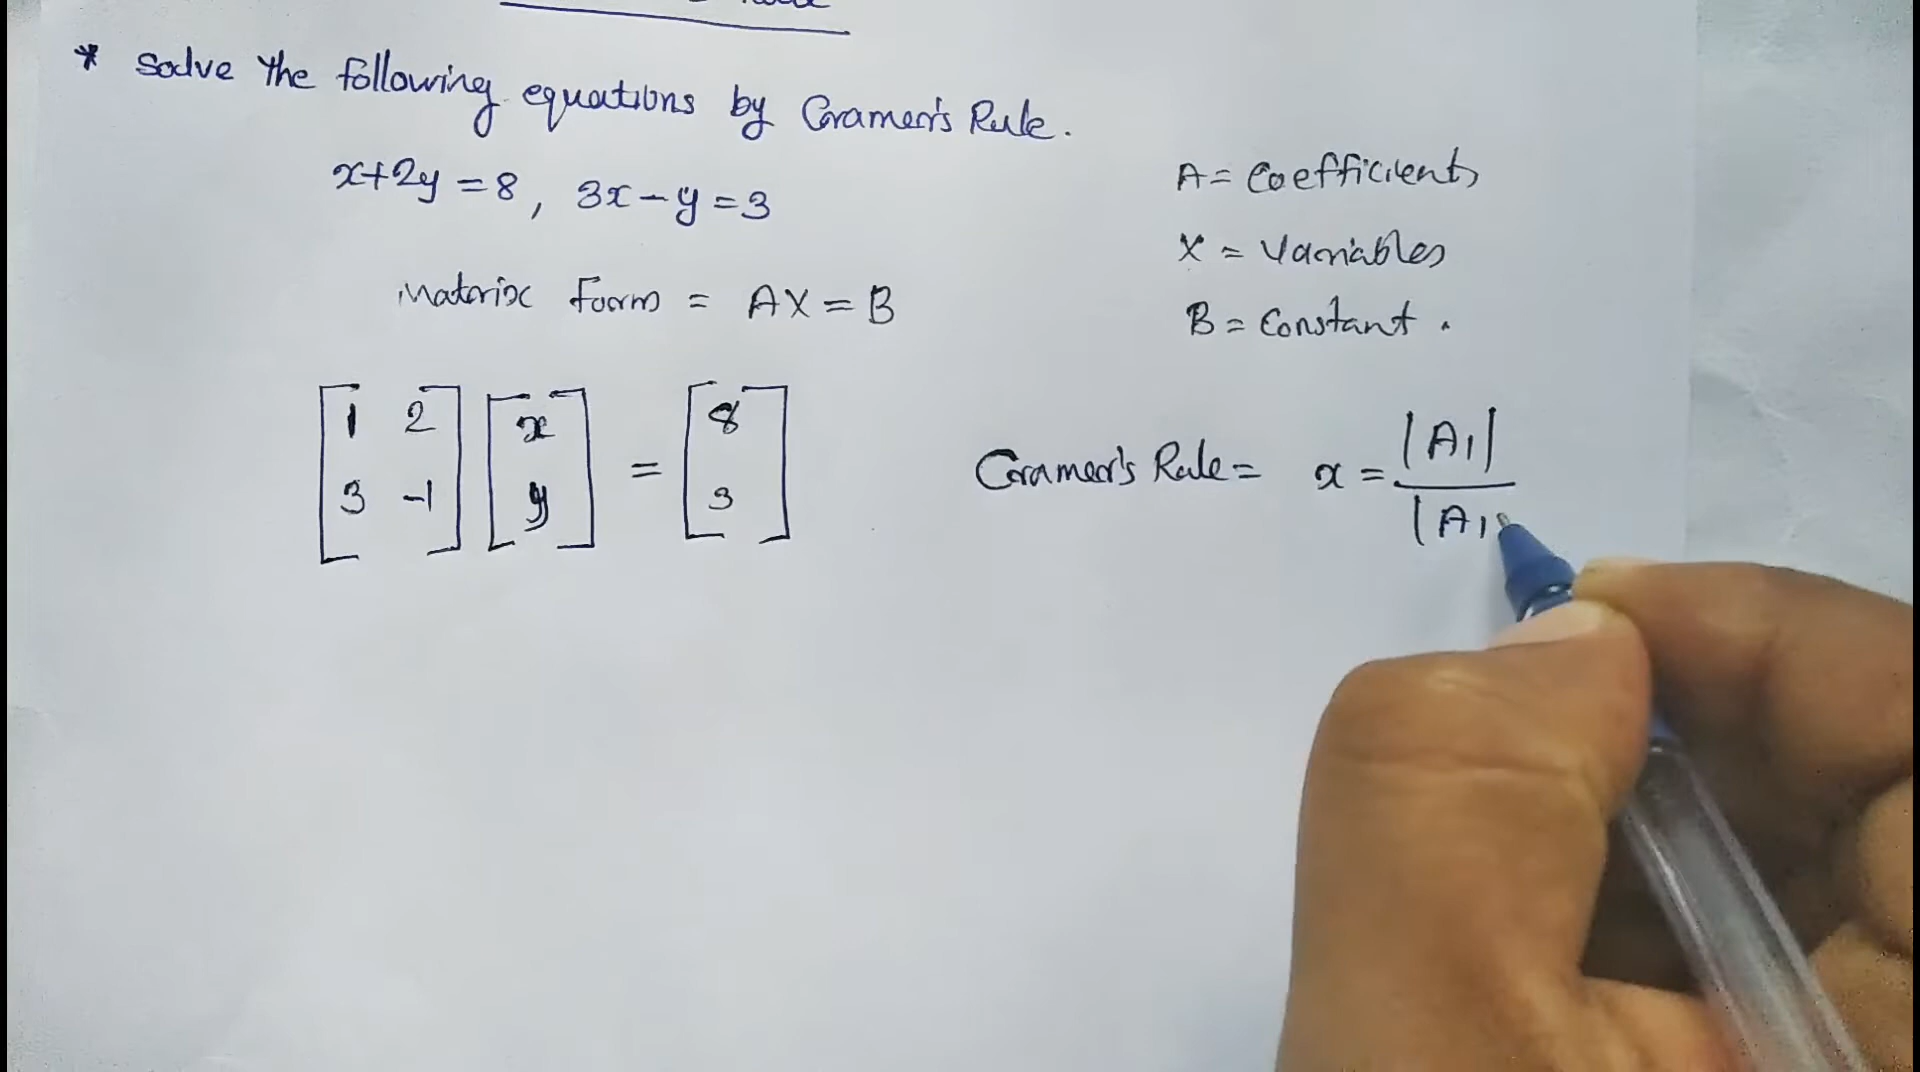 * Solve the following equations by Cramer's Rule.
x+2y=8, 3x-y=3
Matrix Form = AX=B
A= Coefficients
X = Variables
B = Constant.
[1 2
3 -1] [x
y] = [8
3]
Cramer's Rule = x = |A1|
|A1